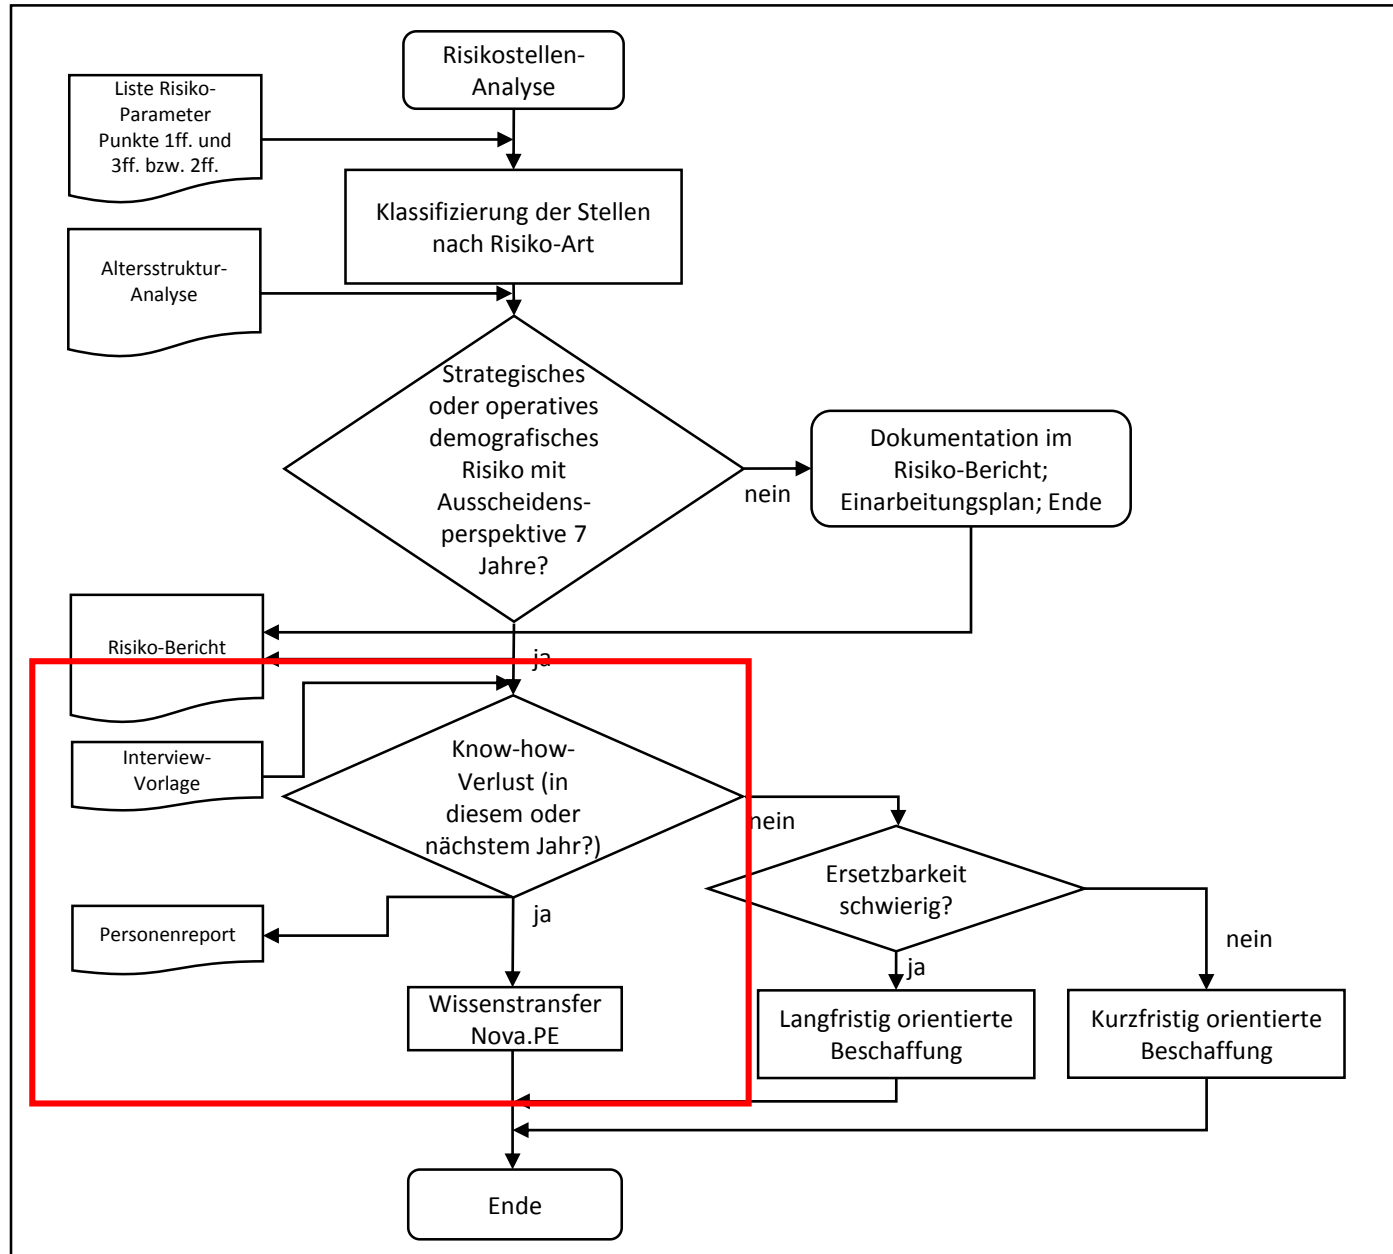 Risikostellen-
Analyse
Liste Risiko-
Parameter
Punkte 1ff. und
3ff. bzw. 2ff.
Klassifizierung der Stellen
nach Risiko-Art
Altersstruktur-
Analyse
Strategisches
oder operatives
demografisches
Risiko mit
Ausscheidens-
perspektive 7
Jahre?
nein
Dokumentation im
Risiko-Bericht;
Einarbeitungsplan; Ende
Risiko-Bericht
ja
Interview-
Vorlage
Know-how-
Verlust (in
diesem oder
nächstem Jahr?)
nein
Ersetzbarkeit
schwierig?
ja
Personenreport
nein
ja
Wissenstransfer
Nova.PE
Langfristig orientierte
Beschaffung
Kurzfristig orientierte
Beschaffung
Ende